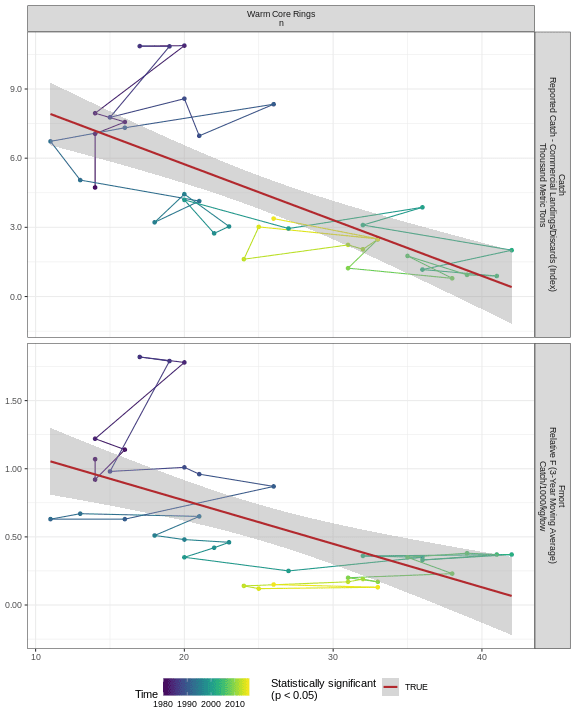 Warm Core Rings
n
9.0
6.0
3.0
0.0
Catch
Reported Catch - Commercial Landings/Discards (Index)
Thousand Metric Tons
1.50
1.00
0.50
0.00
Fmort
Relative F (3-Year Moving Average)
Catch/1000/kg/tow
10 20 30 40
Time
1980 1990 2000 2010
Statistically significant
(p < 0.05)
TRUE